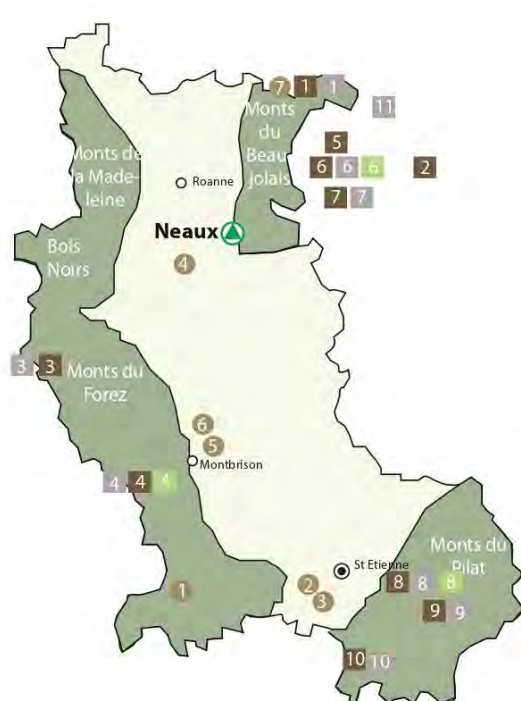 7 1 1
11
Monts
du
Beau
jolais
5
6 6 6 2
7 7
Monts de
la Made-
leine
Roanne
Neaux
4
Bois
Noirs
3 3
Monts du
Forez
6
5
Montbrison
4 4 4
Monts du
Pilat
St Etienne
8 8 8
1
2
3
9 9
10 10